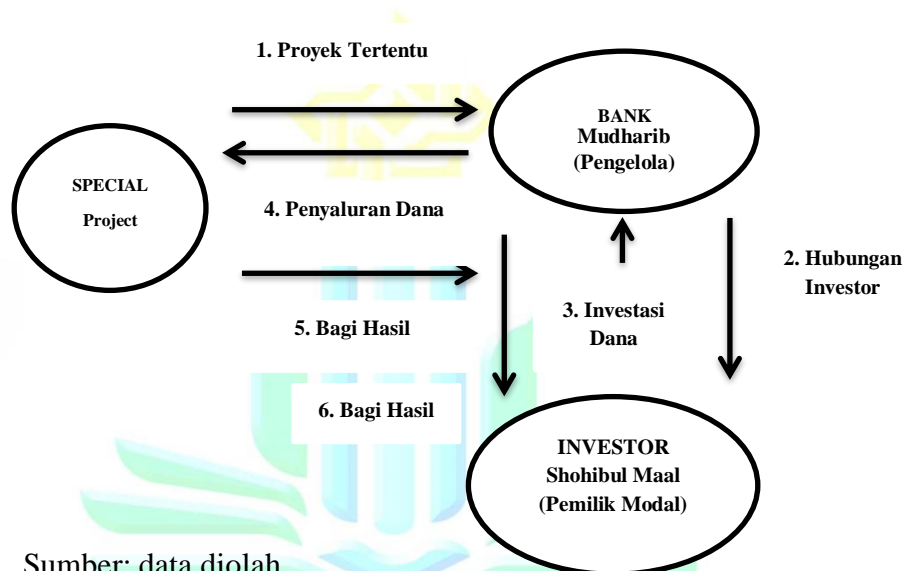 1. Proyek Tertentu
BANK
Mudharib
(Pengelola)
SPECIAL
Project
4. Penyaluran Dana
2. Hubungan
Investor
3. Investasi
Dana
5. Bagi Hasil
6. Bagi Hasil
INVESTOR
Shohibul Maal
(Pemilik Modal)
Sumber: data diolah